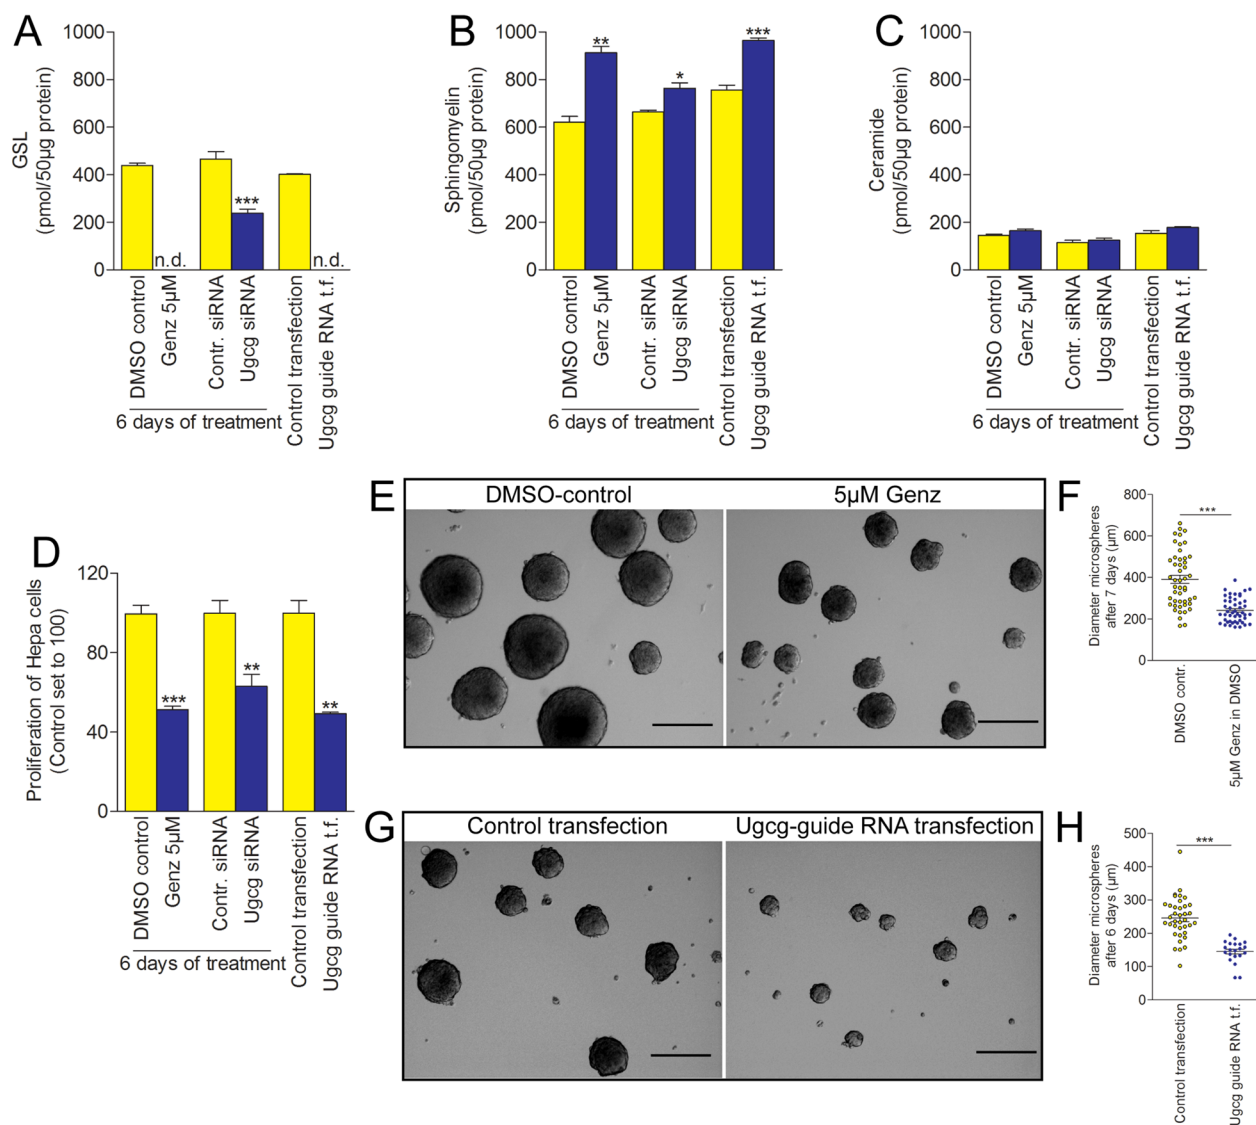 A
GSL
(pmol/50µg protein)
1000
800
600
400
200
0
n.d.
***
n.d.
DMSO control
Genz 5µM
Contr. siRNA
Ugcg siRNA
Control transfection
Ugcg guide RNA t.f.
6 days of treatment
B
Sphingomyelin
(pmol/50µg protein)
1000
800
600
400
200
0
**
*
***
DMSO control
Genz 5µM
Contr. siRNA
Ugcg siRNA
Control transfection
Ugcg guide RNA t.f.
6 days of treatment
C
Ceramide
(pmol/50µg protein)
1000
800
600
400
200
0
DMSO control
Genz 5µM
Contr. siRNA
Ugcg siRNA
Control transfection
Ugcg guide RNA t.f.
6 days of treatment
D
Proliferation of Hepa cells
(Control set to 100)
120
80
40
0
***
**
**
DMSO control
Genz 5µM
Contr. siRNA
Ugcg siRNA
Control transfection
Ugcg guide RNA t.f.
6 days of treatment
E
DMSO-control
5µM Genz
F
Diameter microspheres
after 7 days (µm)
800
600
400
200
0
***
DMSO contr.
5µM Genz in DMSO
G
Control transfection
Ugcg-guide RNA transfection
H
Diameter microspheres
after 6 days (µm)
500
400
300
200
100
0
***
Control transfection
Ugcg guide RNA t.f.